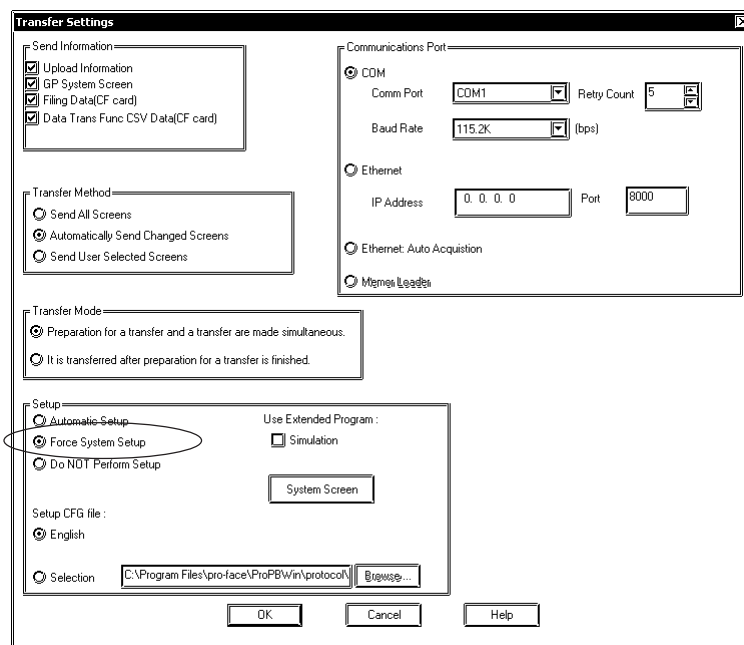 Transfer Settings
Send Information
Upload Information
GP System Screen
Filing Data(CF card)
Data Trans Func CSV Data(CF card)
Communications Port
COM
Comm Port COM1 Retry Count 5
Baud Rate 115.2K (bps)
Ethernet
IP Address 0. 0. 0. 0 Port 8000
Ethernet: Auto Acquistion
Memor Loader
Transfer Method
Send All Screens
Automatically Send Changed Screens
Send User Selected Screens
Transfer Mode
Preparation for a transfer and a transfer are made simultaneous.
It is transferred after preparation for a transfer is finished.
Setup
Automatic Setup
Force System Setup
Do NOT Perform Setup
Use Extended Program :
Simulation
System Screen
Setup CFG file :
English
Selection C:\Program Files\pro-face\ProPBWin\protocol\ Browse...
OK Cancel Help